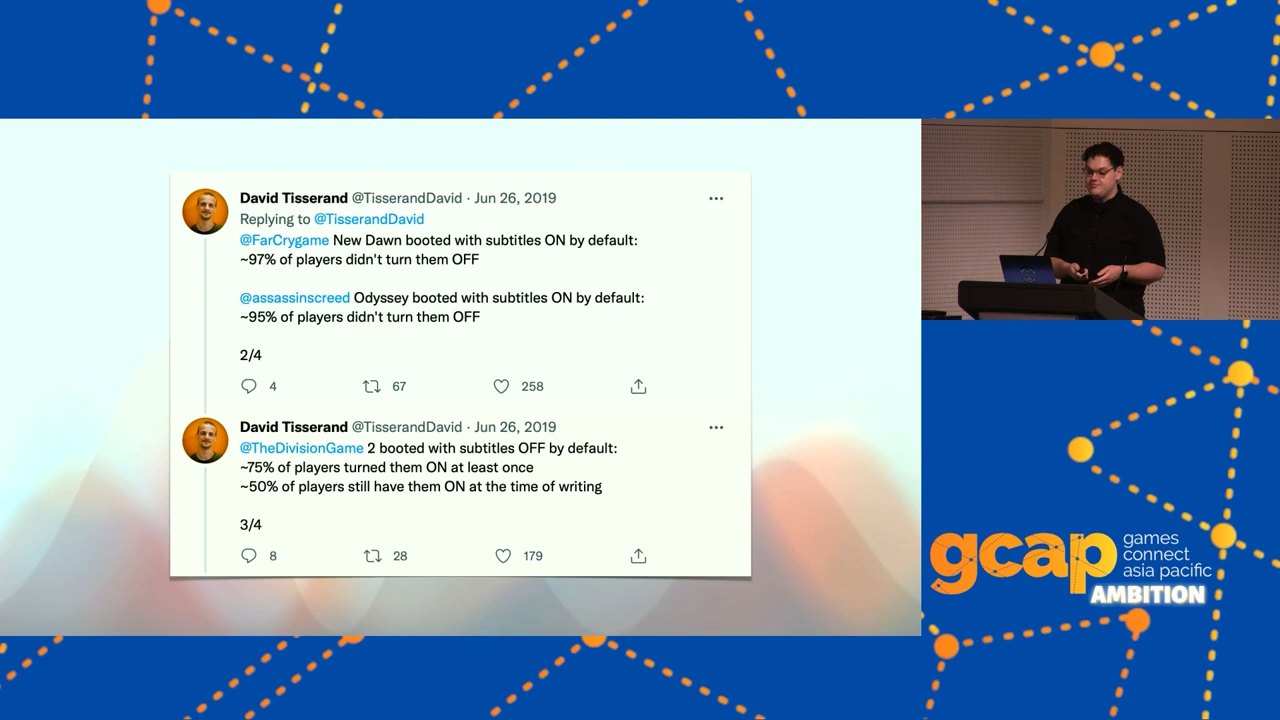 David Tisserand @TisserandDavid · Jun 26, 2019
Replying to @TisserandDavid
@FarCrygame New Dawn booted with subtitles ON by default:
~97% of players didn't turn them OFF
@assassinscreed Odyssey booted with subtitles ON by default:
~95% of players didn't turn them OFF
2/4
4 67 258
David Tisserand @TisserandDavid · Jun 26, 2019
@TheDivisionGame 2 booted with subtitles OFF by default:
~75% of players turned them ON at least once
~50% of players still have them ON at the time of writing
3/4
8 28 179
gcap
games
connect
asia pacific
AMBITION